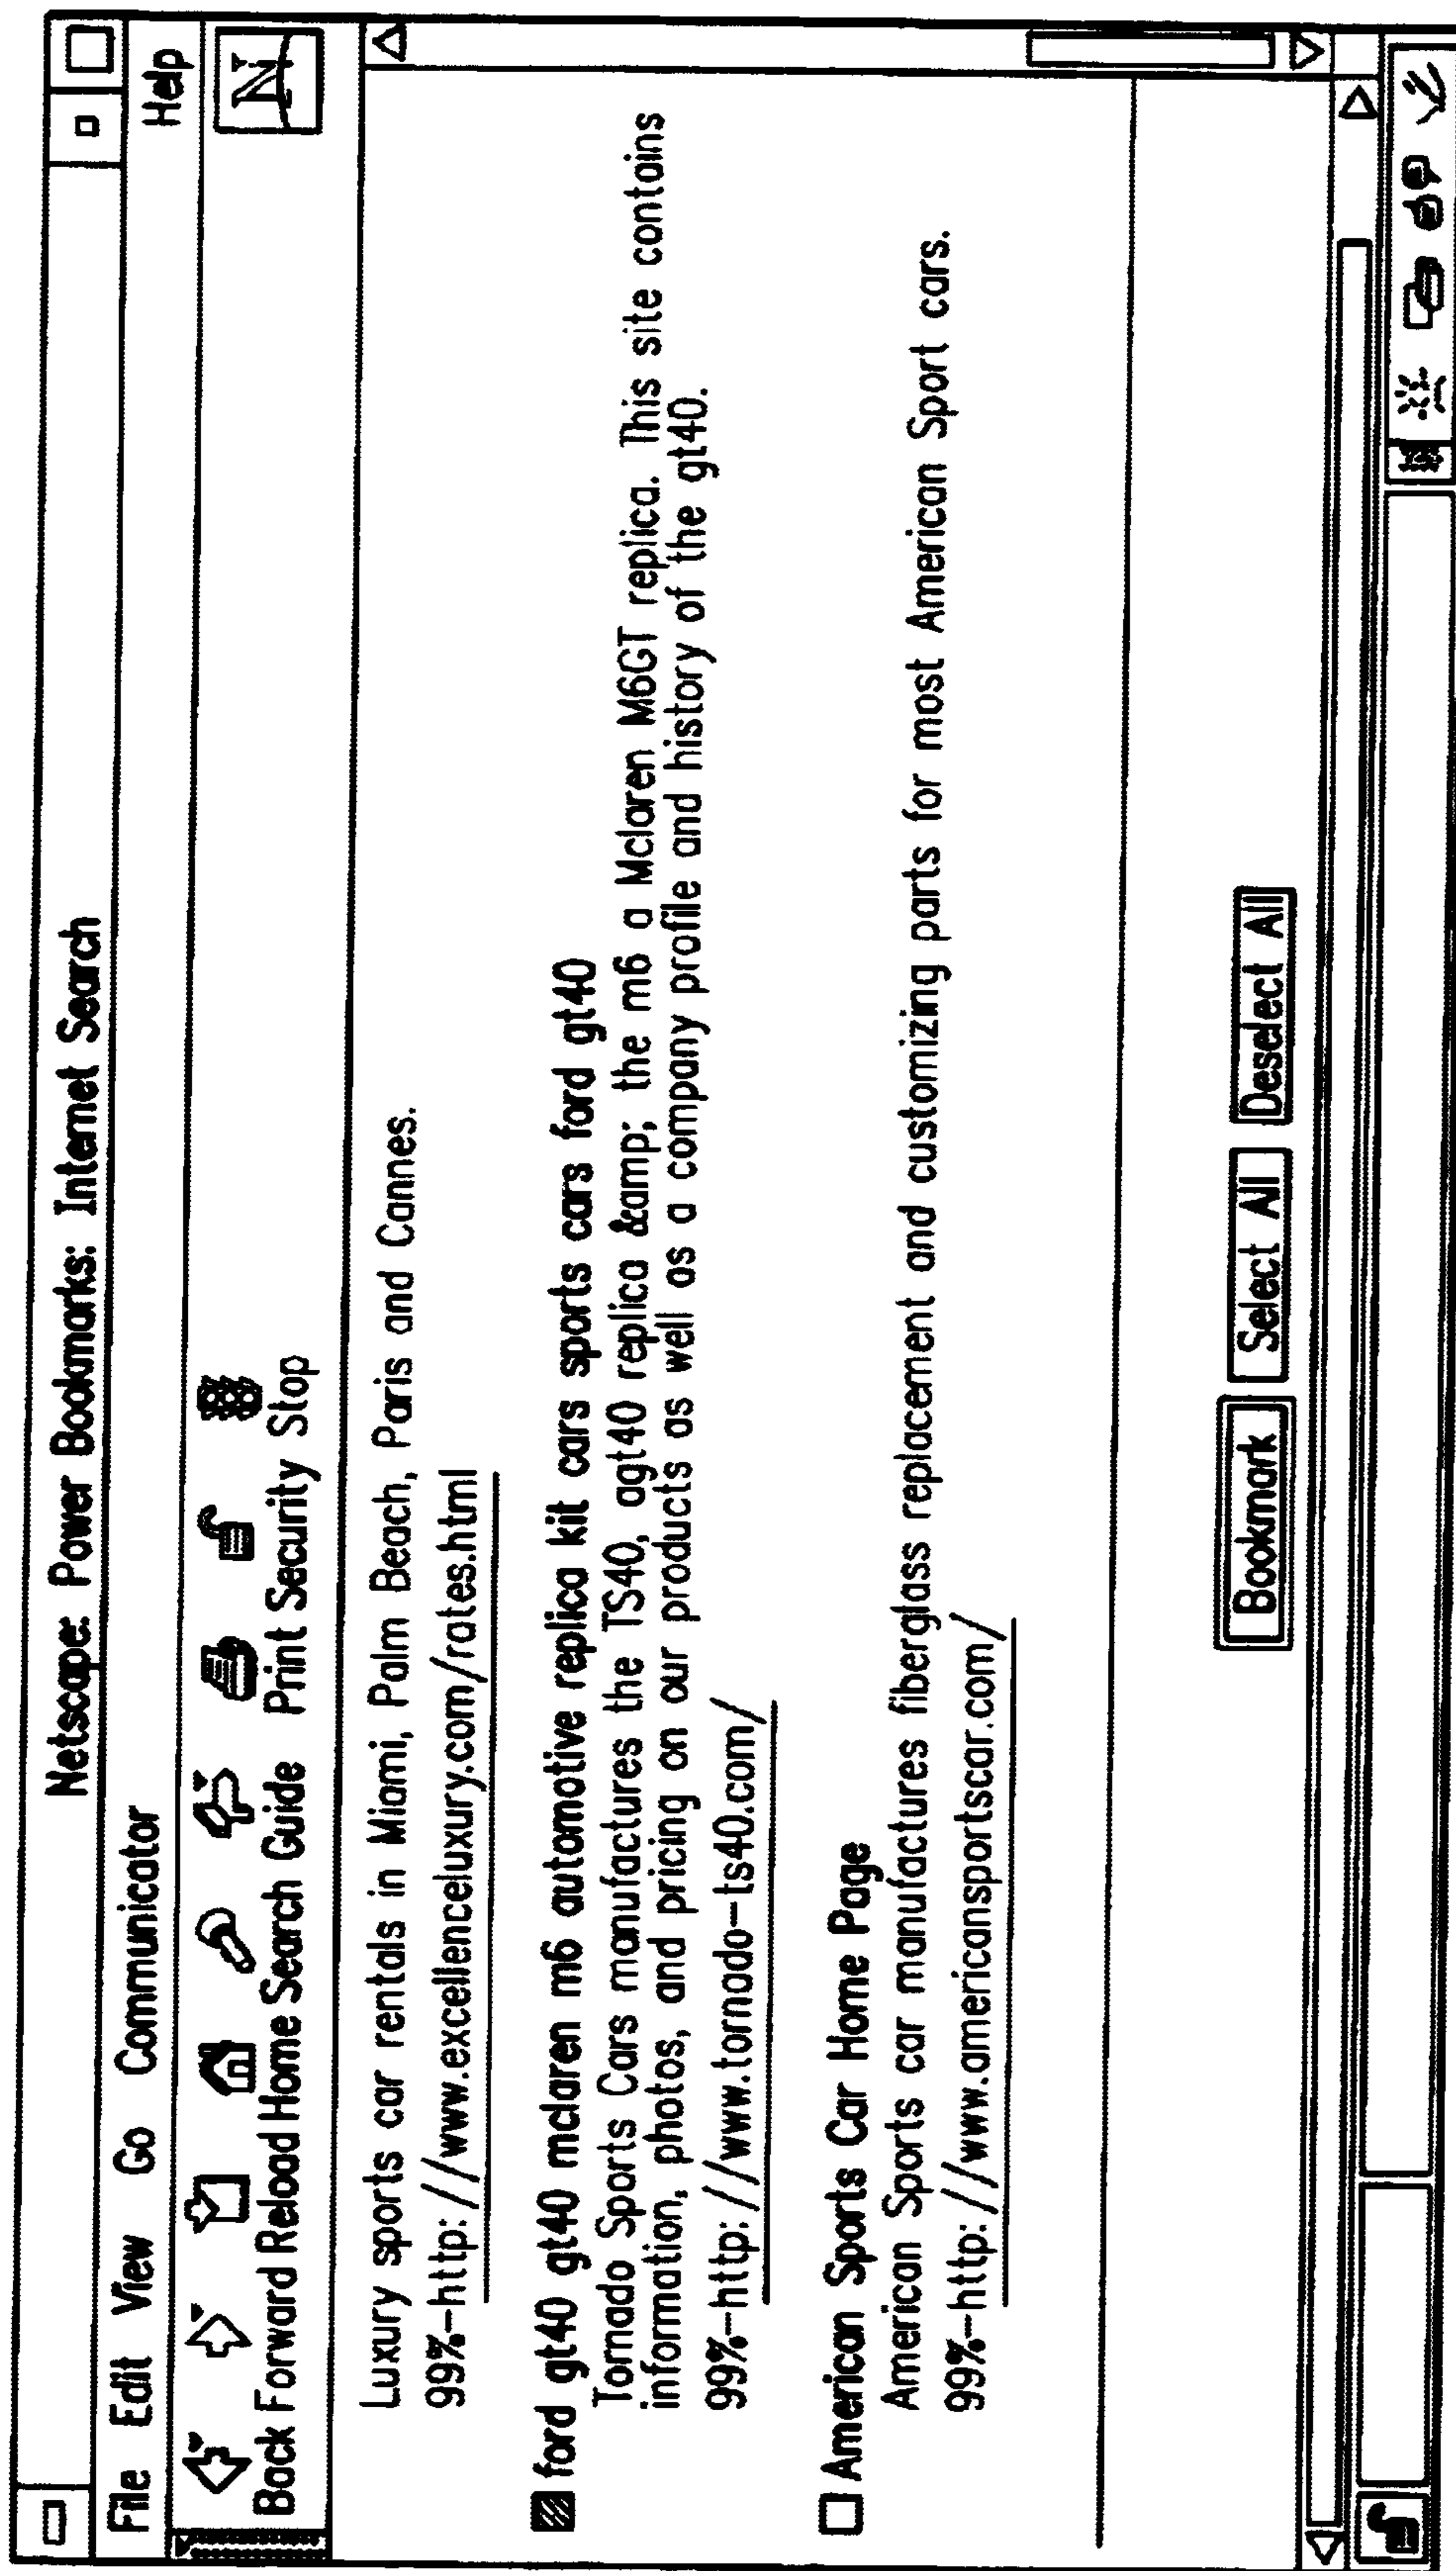 Netscape: Power Bookmarks: Internet Search
File Edit View Go Communicator Help
Back Forward Reload Home Search Guide Print Security Stop
N
Luxury sports car rentals in Miami, Palm Beach, Paris and Cannes.
99%-http://www.excellenceluxury.com/rates.html
ford gt40 gt40 mclaren m6 automotive replica kit cars sports cars ford gt40
Tornado Sports Cars manufactures the TS40, agt40 replica &amp; the m6 a Mclaren M6GT replica. This site contains
information, photos, and pricing on our products as well as a company profile and history of the gt40.
99%-http://www.tornado-ts40.com/
American Sports Car Home Page
American Sports car manufactures fiberglass replacement and customizing parts for most American Sport cars.
99%-http://www.americansportscar.com/
Bookmark Select All Deselect All